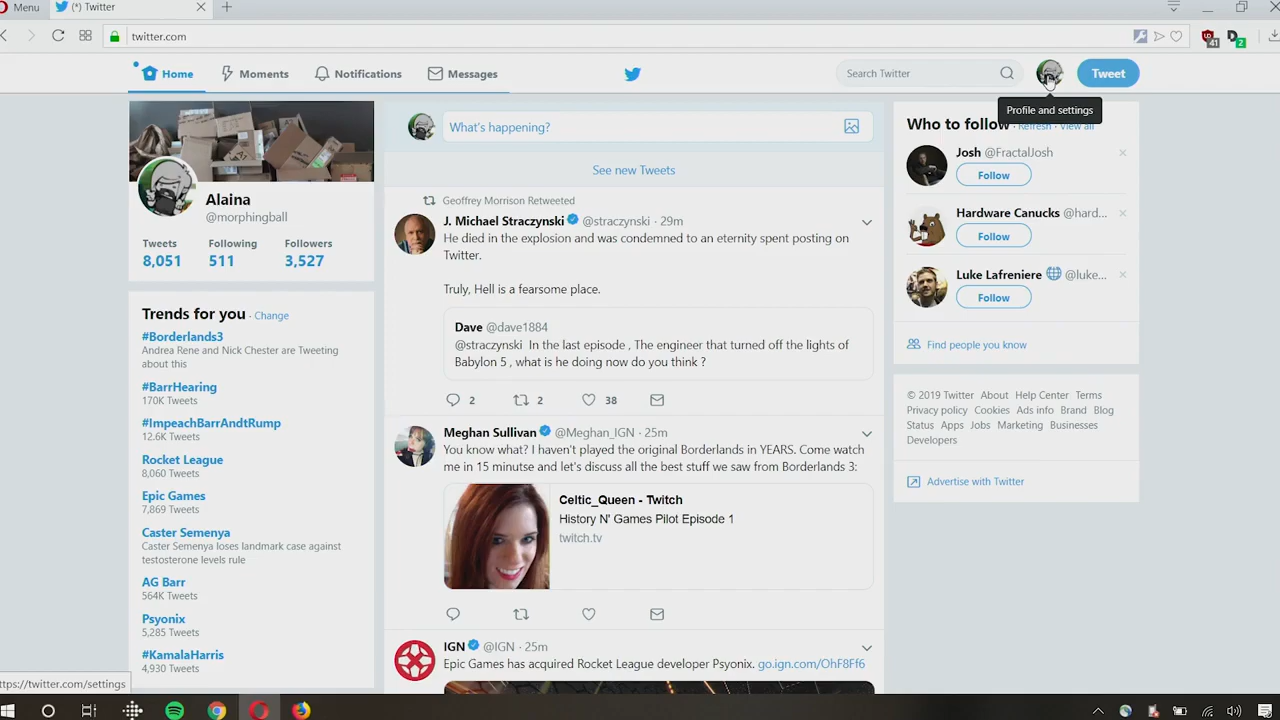 Menu
(*) Twitter
twitter.com
41
2
Home
Moments
Notifications
Messages
Search Twitter
Tweet
Profile and settings
Alaina
@morphingball
Tweets Following Followers
8,051 511 3,527
Trends for you · Change
#Borderlands3
Andrea Rene and Nick Chester are Tweeting
about this
#BarrHearing
170K Tweets
#ImpeachBarrAndtTrump
12.6K Tweets
Rocket League
8,060 Tweets
Epic Games
7,869 Tweets
Caster Semenya
Caster Semenya loses landmark case against
testosterone levels rule
AG Barr
564K Tweets
Psyonix
5,285 Tweets
#KamalaHarris
4,930 Tweets
ttps://twitter.com/settings
What's happening?
See new Tweets
Geoffrey Morrison Retweeted
J. Michael Straczynski @straczynski · 29m
He died in the explosion and was condemned to an eternity spent posting on
Twitter.
Truly, Hell is a fearsome place.
Dave @dave1884
@straczynski In the last episode , The engineer that turned off the lights of
Babylon 5 , what is he doing now do you think ?
2 2 38
Meghan Sullivan @Meghan_IGN · 25m
You know what? I haven't played the original Borderlands in YEARS. Come watch
me in 15 minutse and let's discuss all the best stuff we saw from Borderlands 3:
Celtic_Queen - Twitch
History N' Games Pilot Episode 1
twitch.tv
IGN @IGN · 25m
Epic Games has acquired Rocket League developer Psyonix. go.ign.com/OhF8Ff6
Who to follow · Refresh · View all
Josh @FractalJosh
Follow
Hardware Canucks @hard...
Follow
Luke Lafreniere @luke...
Follow
Find people you know
© 2019 Twitter About Help Center Terms
Privacy policy Cookies Ads info Brand Blog
Status Apps Jobs Marketing Businesses
Developers
Advertise with Twitter